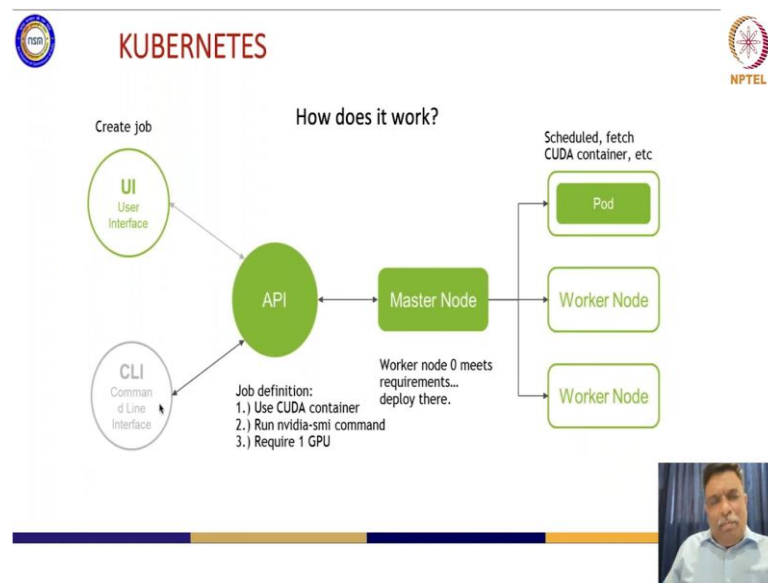 nsm
KUBERNETES
NPTEL
How does it work?
Create job
UI
User
Interface
CLI
Comman
d Line
Interface
API
Job definition:
1.) Use CUDA container
2.) Run nvidia-smi command
3.) Require 1 GPU
Master Node
Worker node 0 meets
requirements...
deploy there.
Scheduled, fetch
CUDA container, etc
Pod
Worker Node
Worker Node